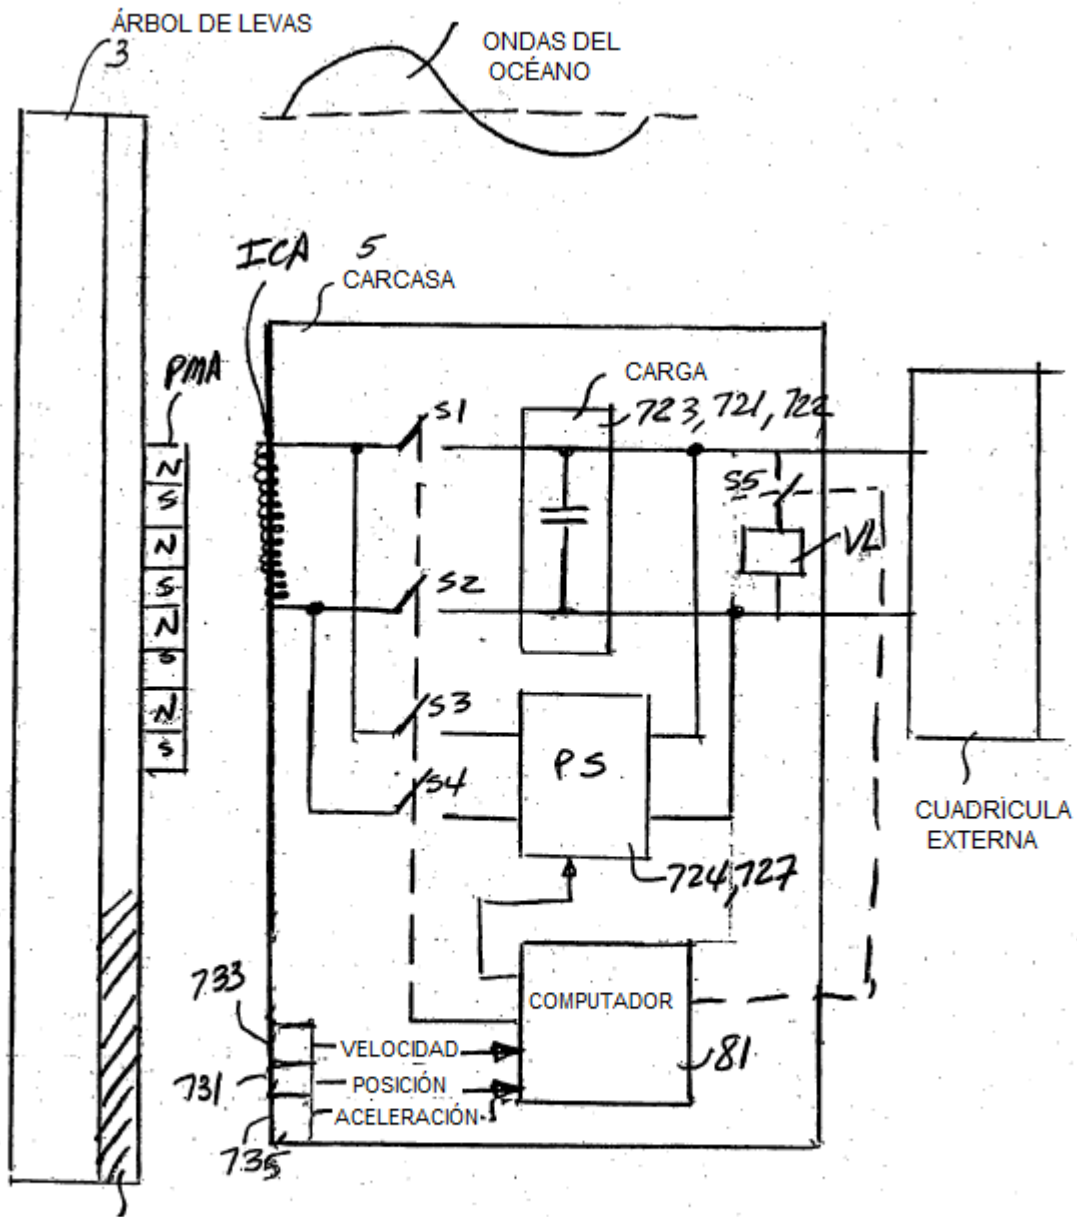 ÁRBOL DE LEVAS
3
ONDAS DEL
OCÉANO
ICA
5
CARCASA
PMA
CARGA
723, 721, 722
S1
S5
N
S
N
S
N
S
N
S
VL
S2
S3
PS
S4
CUADRÍCULA
EXTERNA
724, 727
733
COMPUTADOR
VELOCIDAD
81
731
POSICIÓN
ACELERACIÓN
735